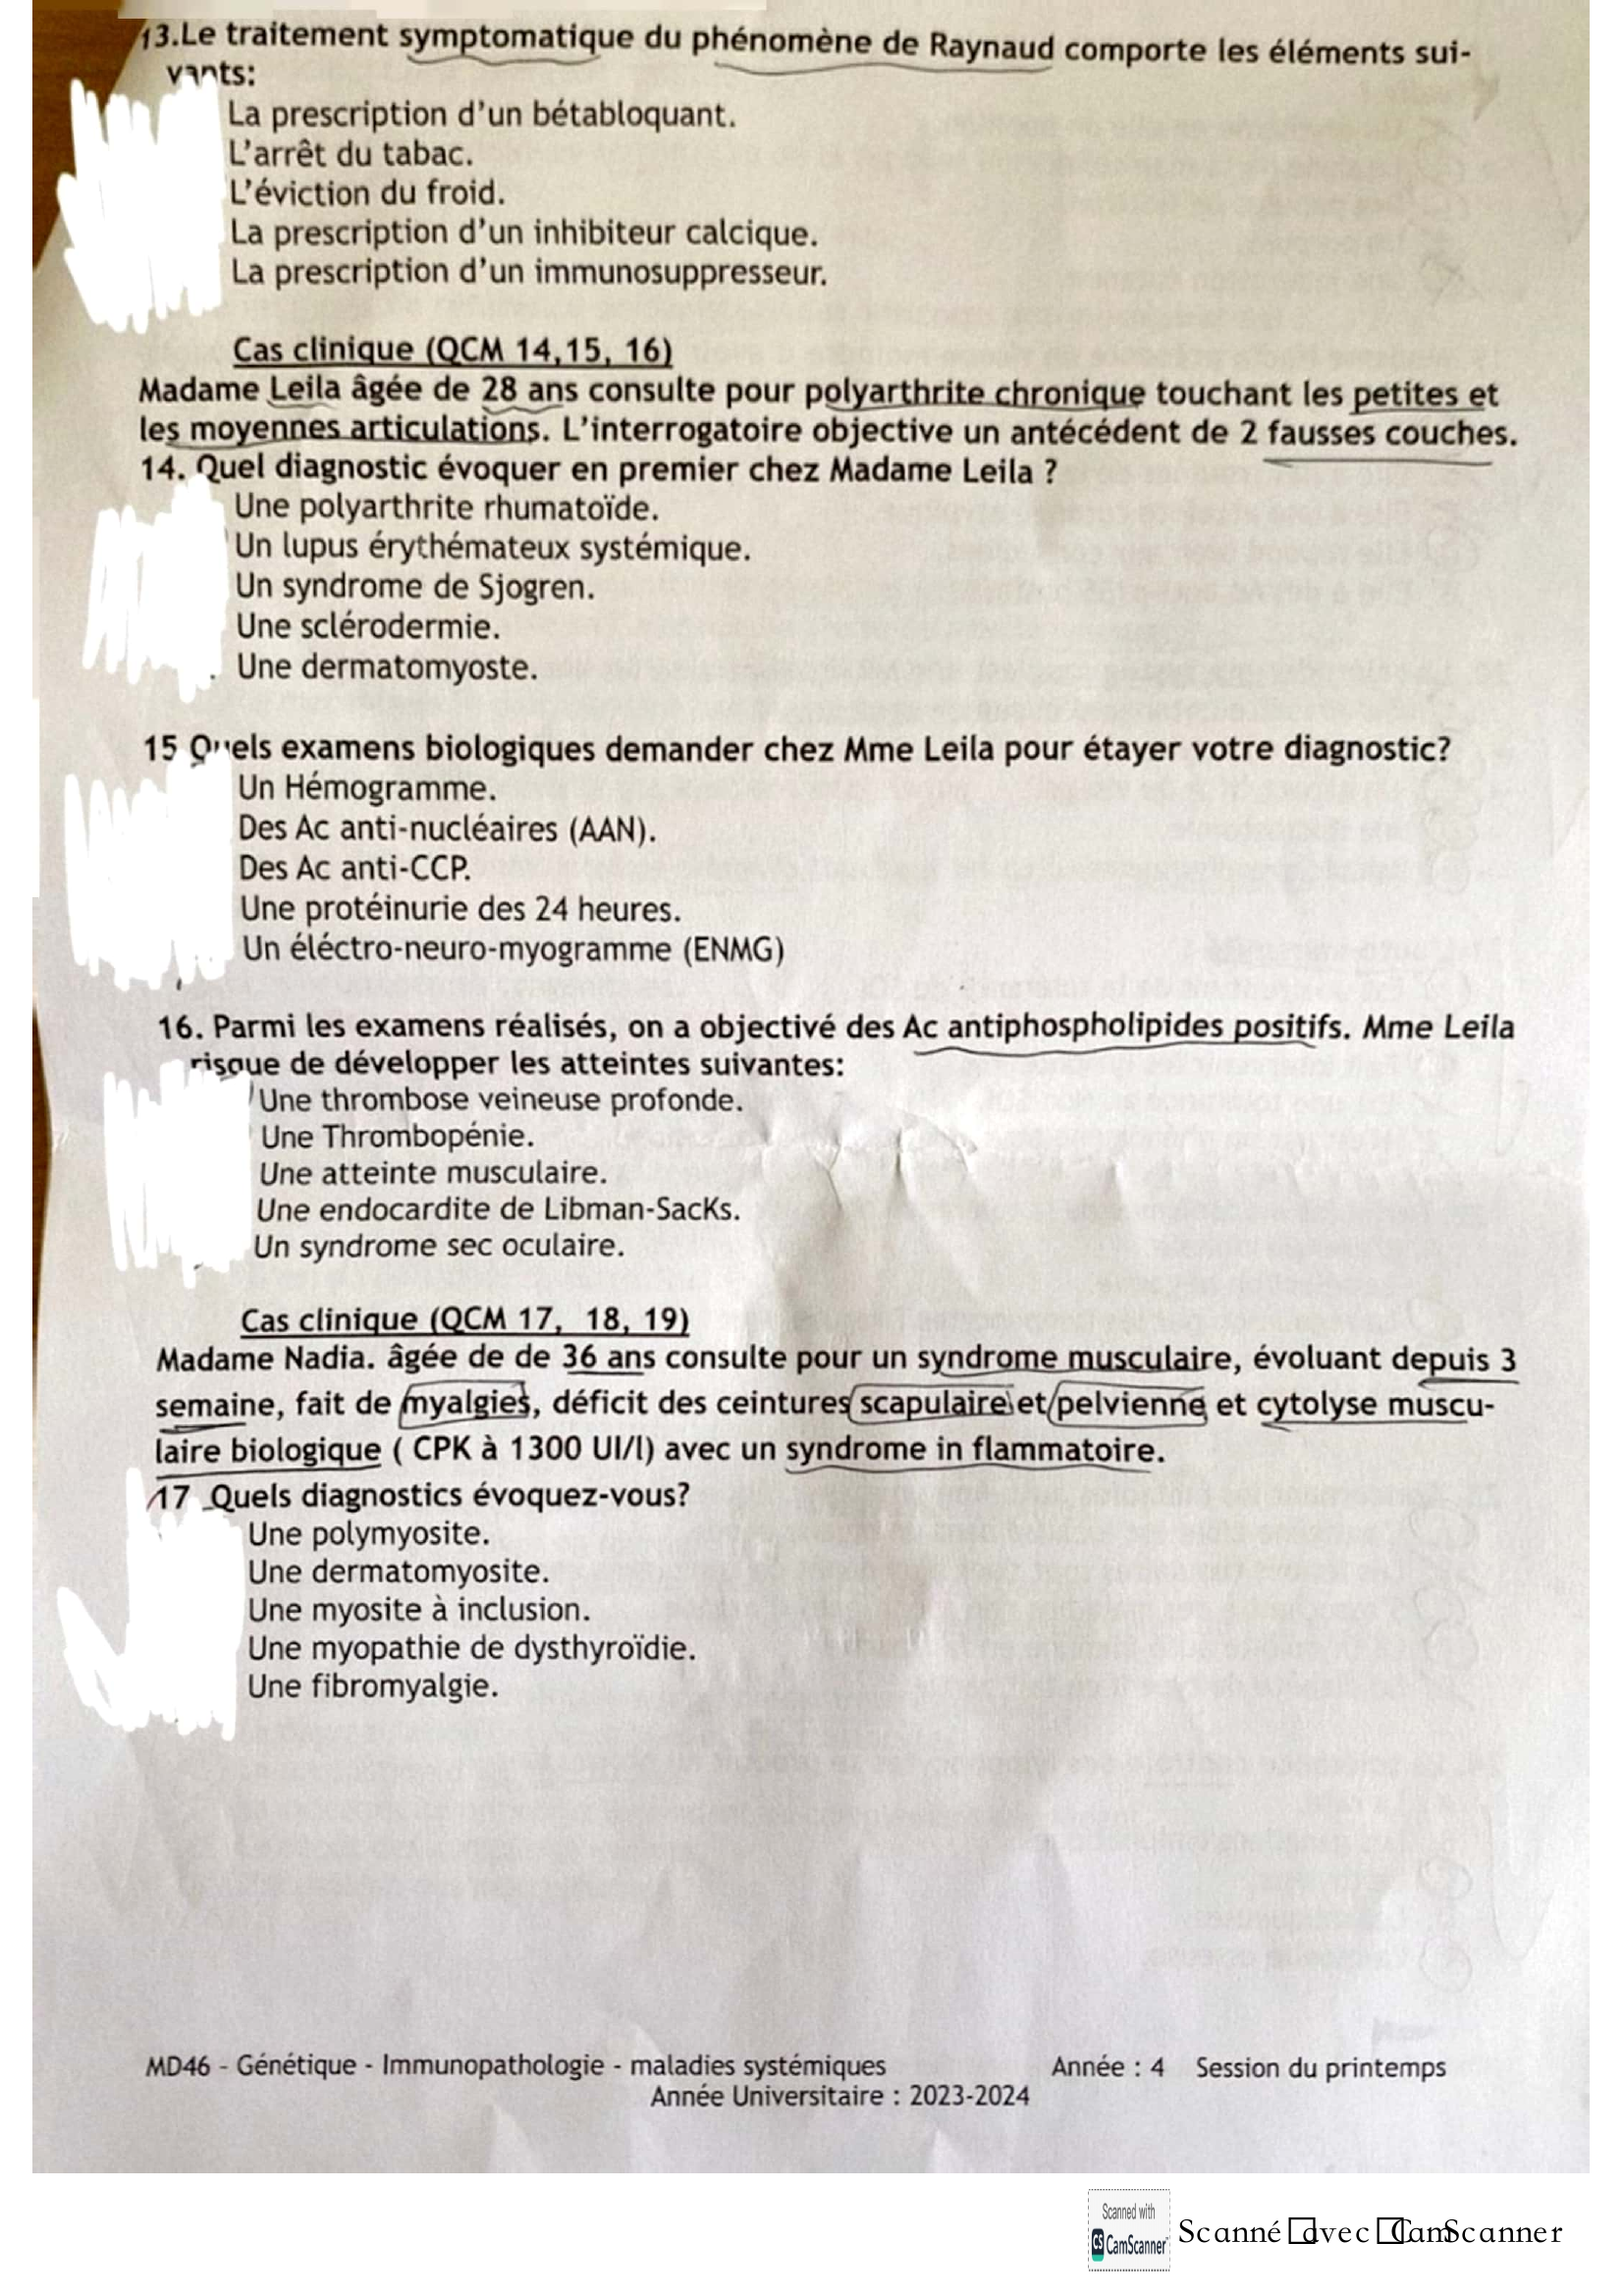 13.Le traitement symptomatique du phénomène de Raynaud comporte les éléments sui-
vants:
La prescription d'un bétabloquant.
L'arrêt du tabac.
L'éviction du froid.
La prescription d'un inhibiteur calcique.
La prescription d'un immunosuppresseur.
Cas clinique (QCM 14,15, 16)
Madame Leila âgée de 28 ans consulte pour polyarthrite chronique touchant les petites et
les moyennes articulations. L'interrogatoire objective un antécédent de 2 fausses couches.
14. Quel diagnostic évoquer en premier chez Madame Leila ?
Une polyarthrite rhumatoïde.
Un lupus érythémateux systémique.
Un syndrome de Sjogren.
Une sclérodermie.
Une dermatomyoste.
15 Quels examens biologiques demander chez Mme Leila pour étayer votre diagnostic?
Un Hémogramme.
Des Ac anti-nucléaires (AAN).
Des Ac anti-CCP.
Une protéinurie des 24 heures.
Un éléctro-neuro-myogramme (ENMG)
16. Parmi les examens réalisés, on a objectivé des Ac antiphospholipides positifs. Mme Leila
risque de développer les atteintes suivantes:
Une thrombose veineuse profonde.
Une Thrombopénie.
Une atteinte musculaire.
Une endocardite de Libman-SacKs.
Un syndrome sec oculaire.
Cas clinique (QCM 17, 18, 19)
Madame Nadia. âgée de de 36 ans consulte pour un syndrome musculaire, évoluant depuis 3
semaine, fait de myalgies, déficit des ceintures scapulaire et pelvienne et cytolyse muscu-
laire biologique ( CPK à 1300 UI/l) avec un syndrome in flammatoire.
17 Quels diagnostics évoquez-vous?
Une polymyosite.
Une dermatomyosite.
Une myosite à inclusion.
Une myopathie de dysthyroïdie.
Une fibromyalgie.
MD46 - Génétique - Immunopathologie - maladies systémiques Année : 4 Session du printemps
Année Universitaire : 2023-2024
Scanned with
CS CamScanner
Scanné avec CamScanner